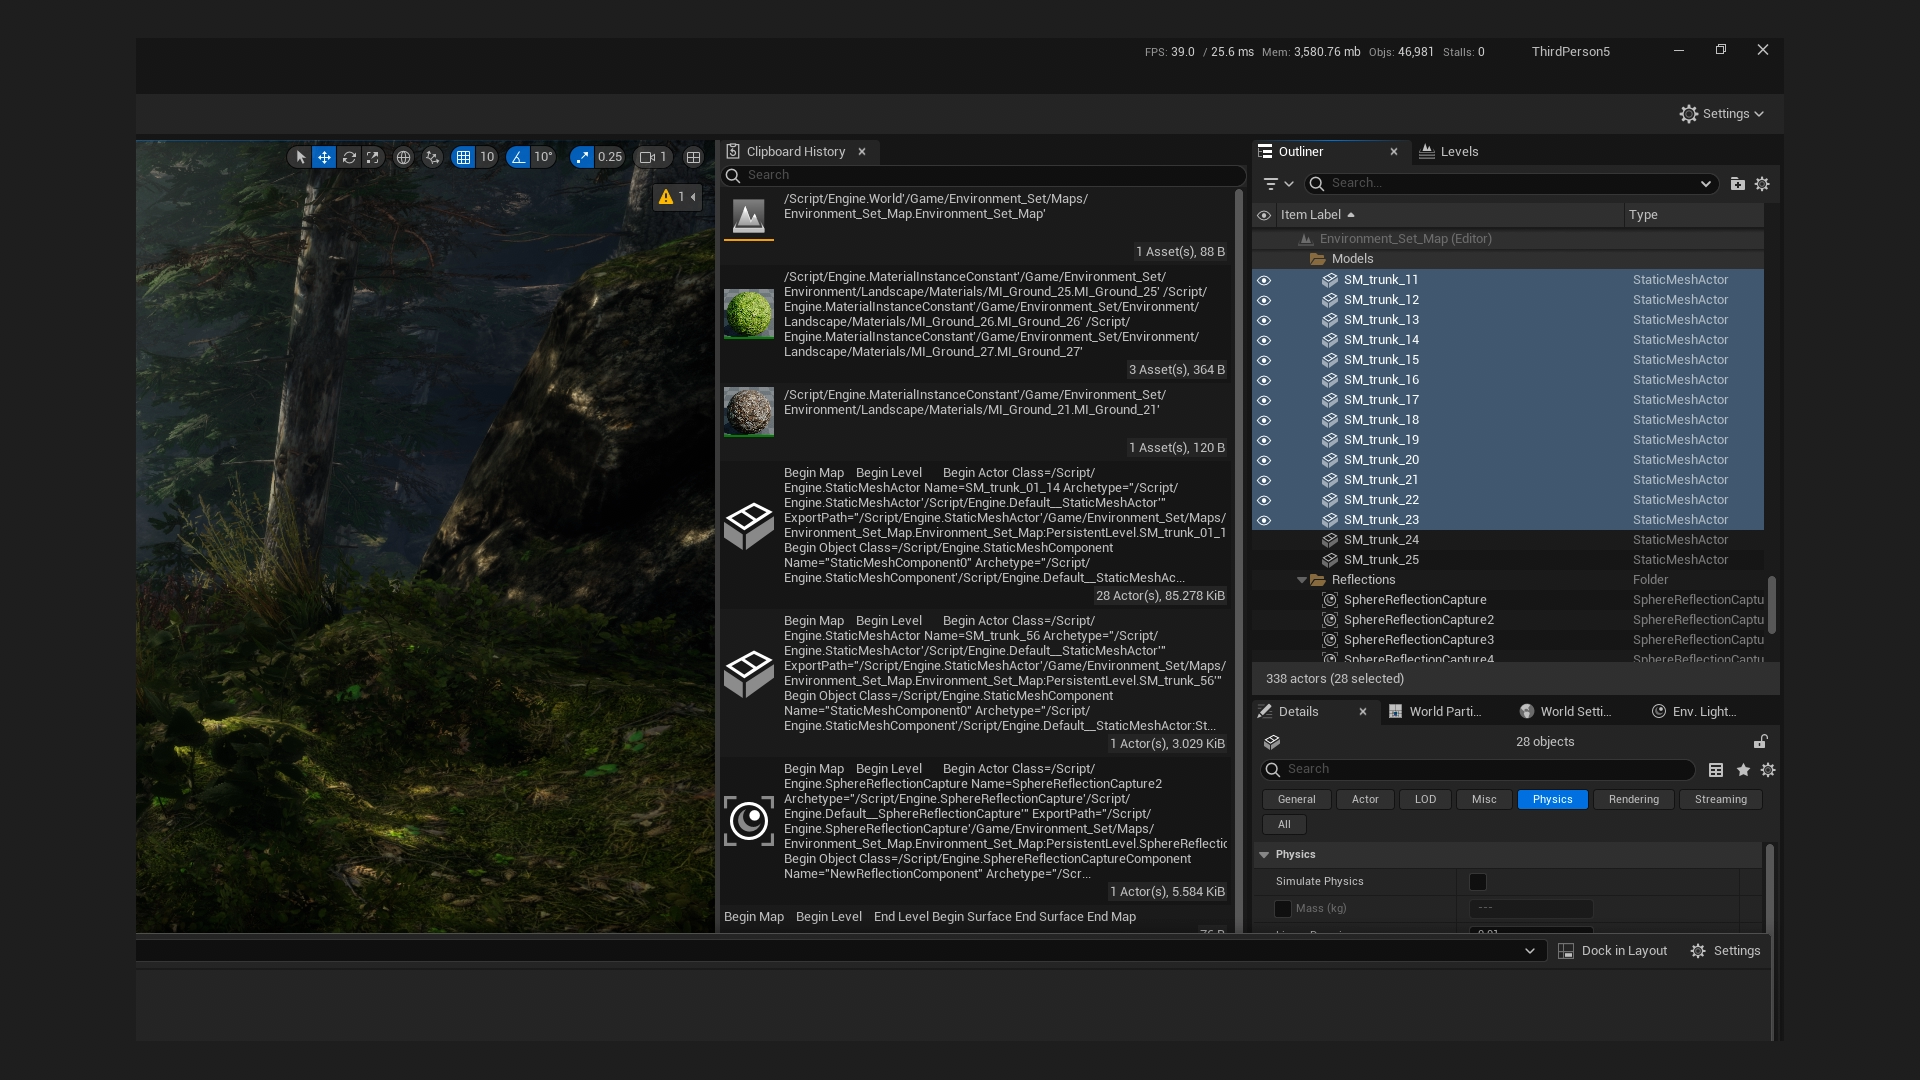 FPS: 39.0 / 25.6 ms Mem: 3,580.76 mb Objs: 46,981 Stalls: 0 ThirdPerson5
Settings
10 10° 0.25 1
1
Clipboard History
Search
/Script/Engine.World'/Game/Environment_Set/Maps/
Environment_Set_Map.Environment_Set_Map'
1 Asset(s), 88 B
/Script/Engine.MaterialInstanceConstant'/Game/Environment_Set/
Environment/Landscape/Materials/MI_Ground_25.MI_Ground_25' /Script/
Engine.MaterialInstanceConstant'/Game/Environment_Set/Environment/
Landscape/Materials/MI_Ground_26.MI_Ground_26' /Script/
Engine.MaterialInstanceConstant'/Game/Environment_Set/Environment/
Landscape/Materials/MI_Ground_27.MI_Ground_27'
3 Asset(s), 364 B
/Script/Engine.MaterialInstanceConstant'/Game/Environment_Set/
Environment/Landscape/Materials/MI_Ground_21.MI_Ground_21'
1 Asset(s), 120 B
Begin Map Begin Level Begin Actor Class=/Script/
Engine.StaticMeshActor Name=SM_trunk_01_14 Archetype="/Script/
Engine.StaticMeshActor'/Script/Engine.Default__StaticMeshActor'"
ExportPath="/Script/Engine.StaticMeshActor'/Game/Environment_Set/Maps/
Environment_Set_Map.Environment_Set_Map:PersistentLevel.SM_trunk_01_1
Begin Object Class=/Script/Engine.StaticMeshComponent
Name="StaticMeshComponent0" Archetype="/Script/
Engine.StaticMeshComponent'/Script/Engine.Default__StaticMeshAc...
28 Actor(s), 85.278 KiB
Begin Map Begin Level Begin Actor Class=/Script/
Engine.StaticMeshActor Name=SM_trunk_56 Archetype="/Script/
Engine.StaticMeshActor'/Script/Engine.Default__StaticMeshActor'"
ExportPath="/Script/Engine.StaticMeshActor'/Game/Environment_Set/Maps/
Environment_Set_Map.Environment_Set_Map:PersistentLevel.SM_trunk_56'"
Begin Object Class=/Script/Engine.StaticMeshComponent
Name="StaticMeshComponent0" Archetype="/Script/
Engine.StaticMeshComponent'/Script/Engine.Default__StaticMeshActor:St...
1 Actor(s), 3.029 KiB
Begin Map Begin Level Begin Actor Class=/Script/
Engine.SphereReflectionCapture Name=SphereReflectionCapture2
Archetype="/Script/Engine.SphereReflectionCapture'/Script/
Engine.Default__SphereReflectionCapture'" ExportPath="/Script/
Engine.SphereReflectionCapture'/Game/Environment_Set/Maps/
Environment_Set_Map.Environment_Set_Map:PersistentLevel.SphereReflectic
Begin Object Class=/Script/Engine.SphereReflectionCaptureComponent
Name="NewReflectionComponent" Archetype="/Scr...
1 Actor(s), 5.584 KiB
Begin Map Begin Level End Level Begin Surface End Surface End Map
76 B
Outliner Levels
Search...
Item Label Type
Environment_Set_Map (Editor)
Models
SM_trunk_11 StaticMeshActor
SM_trunk_12 StaticMeshActor
SM_trunk_13 StaticMeshActor
SM_trunk_14 StaticMeshActor
SM_trunk_15 StaticMeshActor
SM_trunk_16 StaticMeshActor
SM_trunk_17 StaticMeshActor
SM_trunk_18 StaticMeshActor
SM_trunk_19 StaticMeshActor
SM_trunk_20 StaticMeshActor
SM_trunk_21 StaticMeshActor
SM_trunk_22 StaticMeshActor
SM_trunk_23 StaticMeshActor
SM_trunk_24 StaticMeshActor
SM_trunk_25 StaticMeshActor
Reflections Folder
SphereReflectionCapture SphereReflectionCaptu
SphereReflectionCapture2 SphereReflectionCaptu
SphereReflectionCapture3 SphereReflectionCaptu
SphereReflectionCapture4 SphereReflectionCaptu
338 actors (28 selected)
Details World Parti... World Setti... Env. Light...
28 objects
Search
General Actor LOD Misc Physics Rendering Streaming
All
Physics
Simulate Physics
Mass (kg) ---
0.01
Dock in Layout Settings